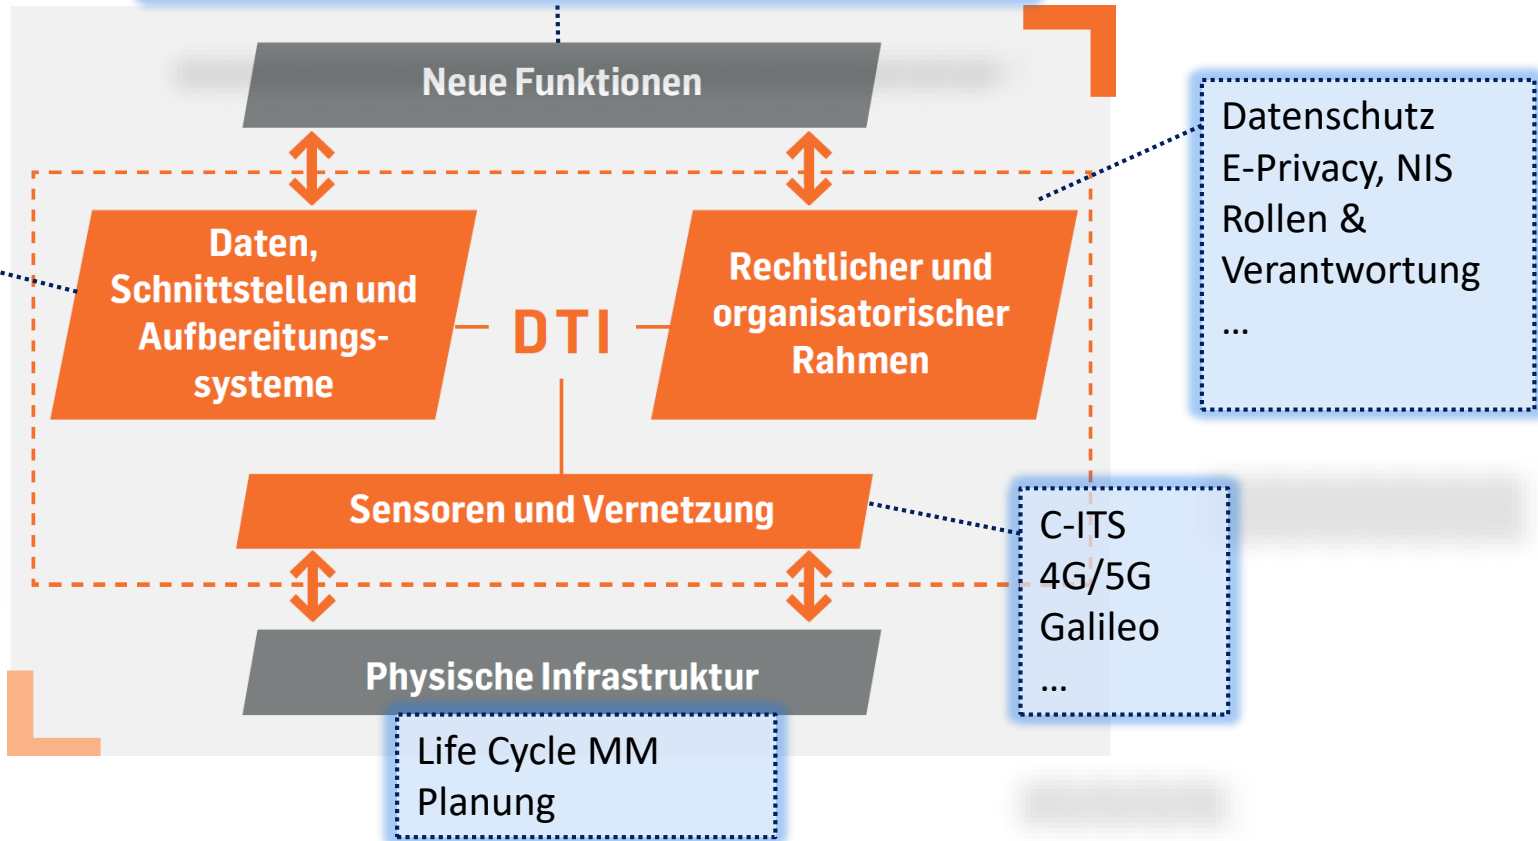 Neue Funktionen
Datenschutz
E-Privacy, NIS
Rollen &
Verantwortung
...
Daten,
Schnittstellen und
Aufbereitungs-
systeme
DTI
Rechtlicher und
organisatorischer
Rahmen
Sensoren und Vernetzung
C-ITS
4G/5G
Galileo
...
Physische Infrastruktur
Life Cycle MM
Planung